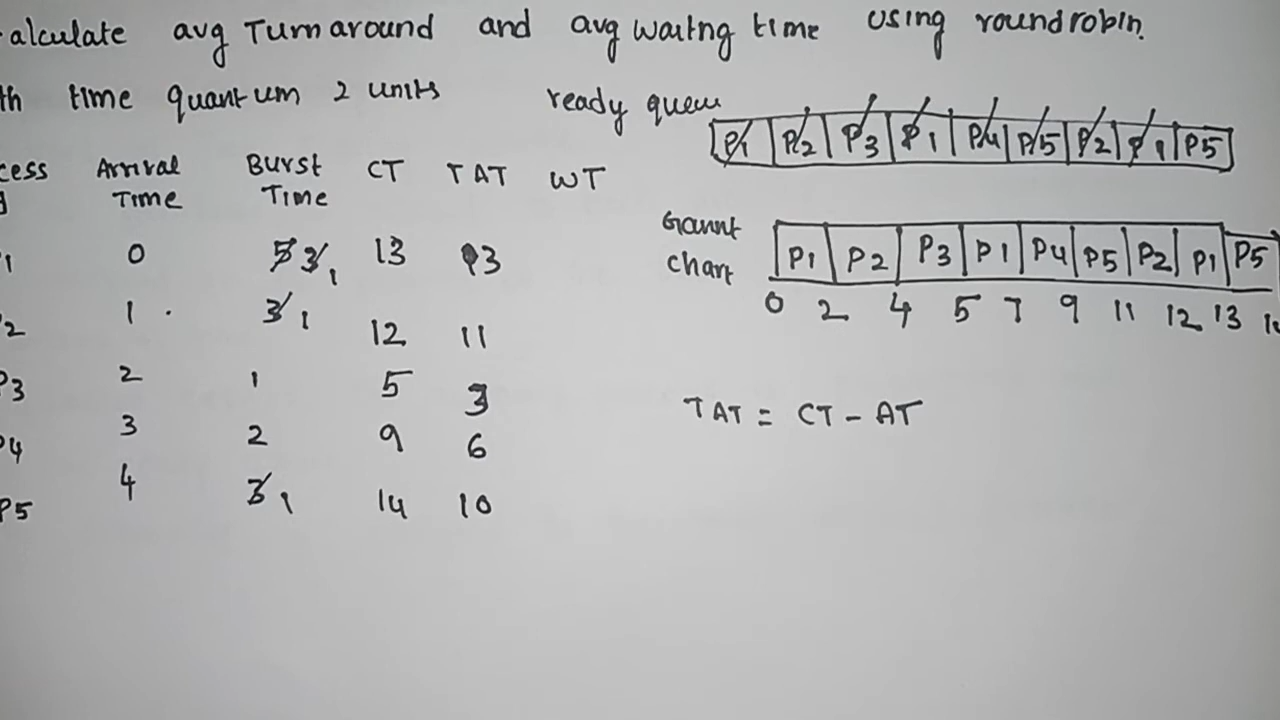 alculate avg Turnaround and avg waitng time using roundrobin.
th time quantum 2 units
ready queue
P1 P2 P3 P1 P4 P5 P2 P1 P5
cess Arrival Time Burst Time CT TAT WT
1 0 5 3 1 13 13
2 1 3 1 12 11
P3 2 1 5 3
P4 3 2 9 6
P5 4 3 1 14 10
Gannt chart
P1 P2 P3 P1 P4 P5 P2 P1 P5
0 2 4 5 7 9 11 12 13
TAT = CT - AT